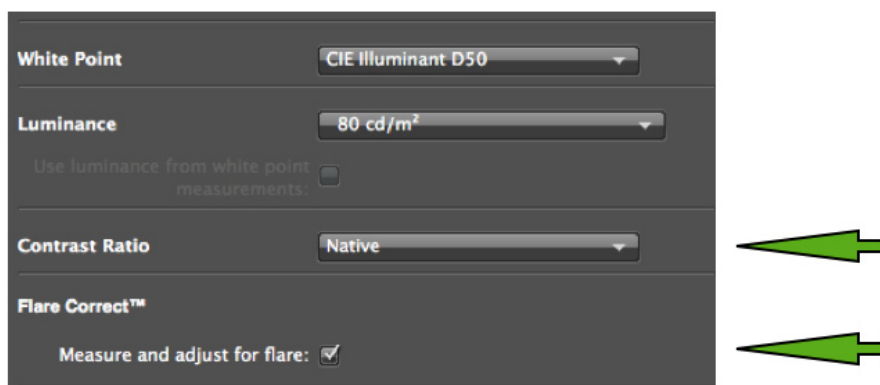 White Point
CIE Illuminant D50
Luminance
80 cd/m²
Use luminance from white point
measurements:
Contrast Ratio
Native
Flare Correct™
Measure and adjust for flare: